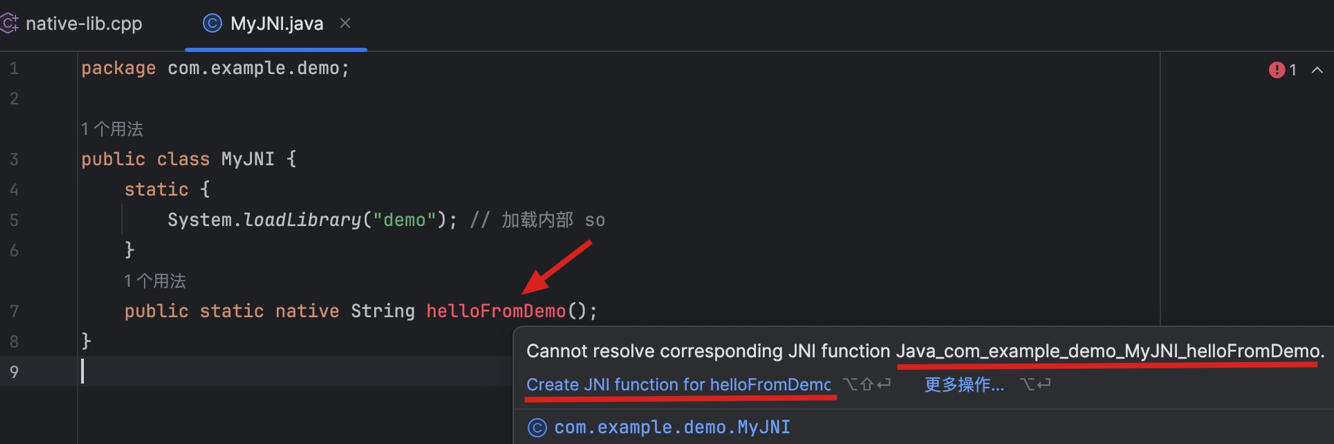 native-lib.cpp
MyJNI.java
1 package com.example.demo;
1
2
1 个用法
3 public class MyJNI {
4 static {
5 System.loadLibrary("demo"); // 加载内部 so
6 }
1 个用法
7 public static native String helloFromDemo();
8 }
9
Cannot resolve corresponding JNI function Java_com_example_demo_MyJNI_helloFromDemo.
Create JNI function for helloFromDemo ⌥⇧⏎ 更多操作... ⌥⏎
com.example.demo.MyJNI